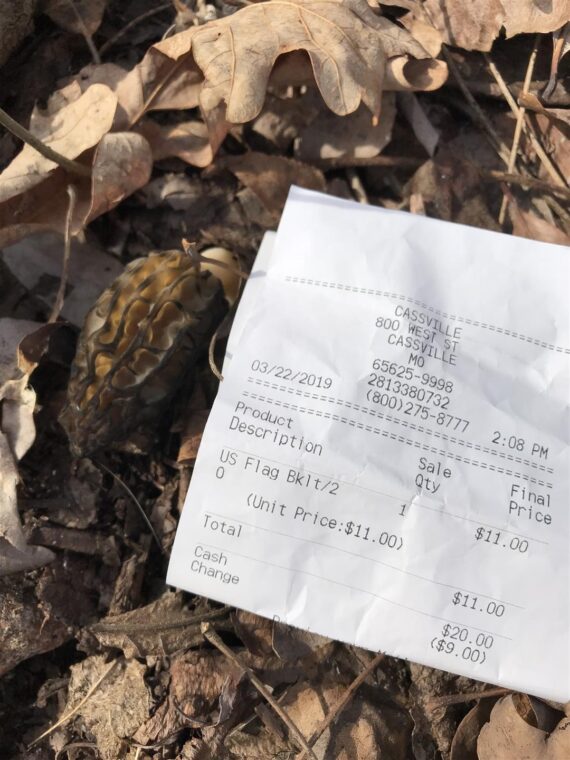 CASSVILLE
800 WEST ST
CASSVILLE
MO
65625-9998
2813380732
03/22/2019 (800)275-8777 2:08 PM
Product Sale Final
Description Qty Price
US Flag Bklt/2 1 $11.00
0
(Unit Price:$11.00)
Total $11.00
Cash $20.00
Change ($9.00)